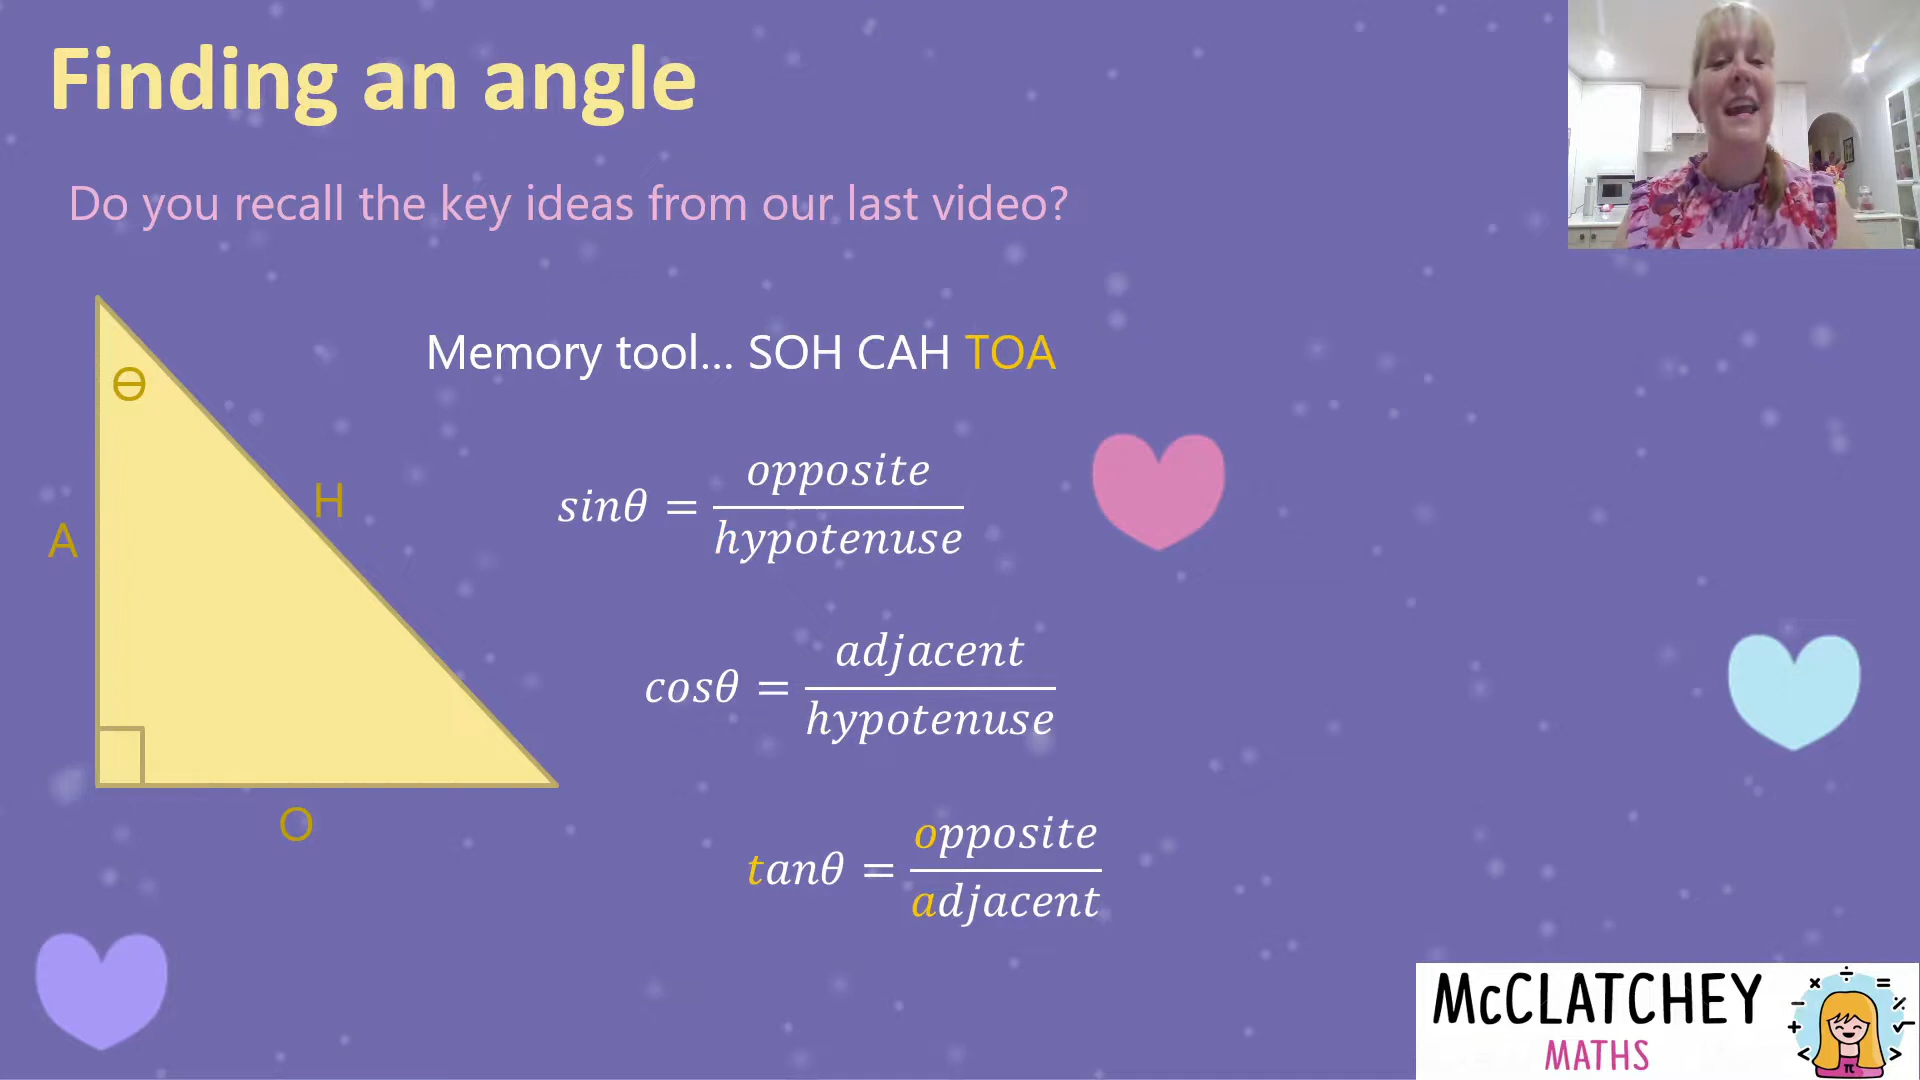 Finding an angle
Do you recall the key ideas from our last video?
Memory tool... SOH CAH TOA
Ɵ
A
H
O
sinθ = opposite / hypotenuse
cosθ = adjacent / hypotenuse
tanθ = opposite / adjacent
McCLATCHEY
MATHS
× ÷ =
− %
+ √
< π >